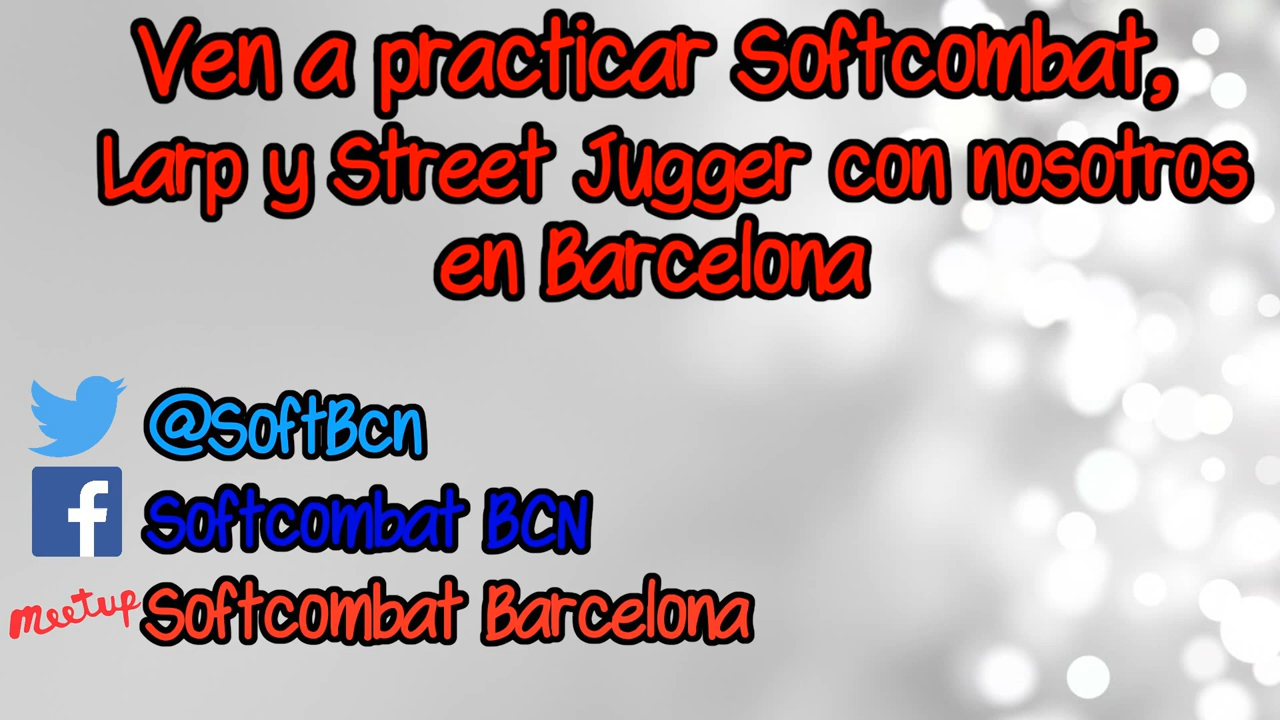 Ven a practicar Softcombat,
Larp y Street Jugger con nosotros
en Barcelona
@SoftBcn
f Softcombat BCN
meetup Softcombat Barcelona